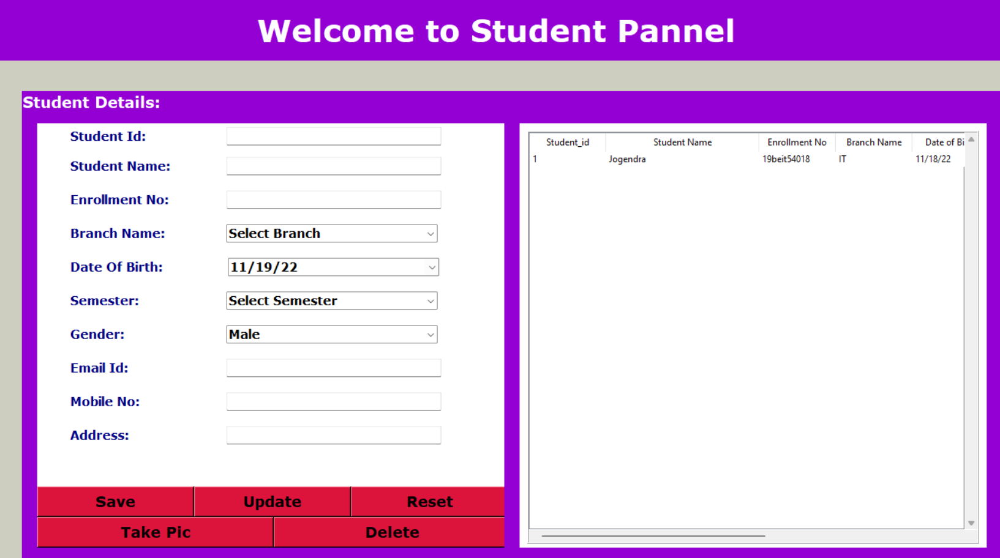 Welcome to Student Pannel
Student Details:
Student Id:
Student Name:
Enrollment No:
Branch Name: Select Branch
Date Of Birth: 11/19/22
Semester: Select Semester
Gender: Male
Email Id:
Mobile No:
Address:
Save Update Reset
Take Pic Delete
Student_id Student Name Enrollment No Branch Name Date of Bi
1 Jogendra 19beit54018 IT 11/18/22